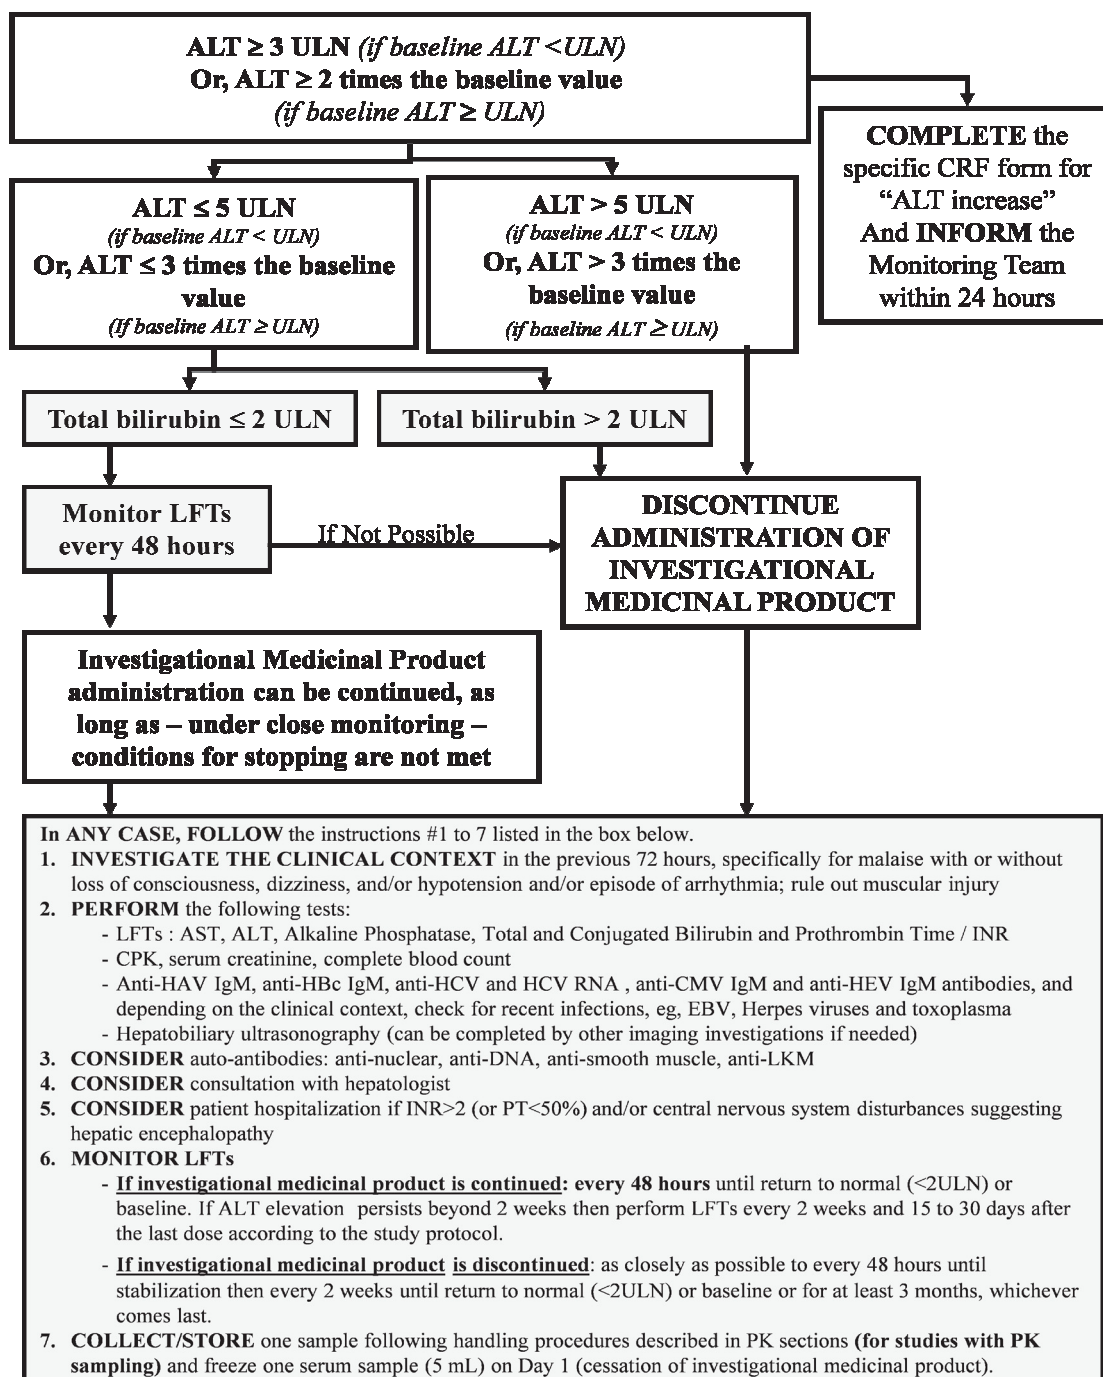 ALT ≥ 3 ULN (if baseline ALT <ULN)
Or, ALT ≥ 2 times the baseline value
(if baseline ALT ≥ ULN)
COMPLETE the
specific CRF form for
“ALT increase”
And INFORM the
Monitoring Team
within 24 hours
ALT ≤ 5 ULN
(if baseline ALT < ULN)
Or, ALT ≤ 3 times the baseline
value
(If baseline ALT ≥ ULN)
ALT > 5 ULN
(if baseline ALT < ULN)
Or, ALT > 3 times the
baseline value
(if baseline ALT ≥ ULN)
Total bilirubin ≤ 2 ULN
Total bilirubin > 2 ULN
Monitor LFTs
every 48 hours
If Not Possible
DISCONTINUE
ADMINISTRATION OF
INVESTIGATIONAL
MEDICINAL PRODUCT
Investigational Medicinal Product
administration can be continued, as
long as – under close monitoring –
conditions for stopping are not met
In ANY CASE, FOLLOW the instructions #1 to 7 listed in the box below.
1. INVESTIGATE THE CLINICAL CONTEXT in the previous 72 hours, specifically for malaise with or without
loss of consciousness, dizziness, and/or hypotension and/or episode of arrhythmia; rule out muscular injury
2. PERFORM the following tests:
- LFTs : AST, ALT, Alkaline Phosphatase, Total and Conjugated Bilirubin and Prothrombin Time / INR
- CPK, serum creatinine, complete blood count
- Anti-HAV IgM, anti-HBc IgM, anti-HCV and HCV RNA , anti-CMV IgM and anti-HEV IgM antibodies, and
depending on the clinical context, check for recent infections, eg, EBV, Herpes viruses and toxoplasma
- Hepatobiliary ultrasonography (can be completed by other imaging investigations if needed)
3. CONSIDER auto-antibodies: anti-nuclear, anti-DNA, anti-smooth muscle, anti-LKM
4. CONSIDER consultation with hepatologist
5. CONSIDER patient hospitalization if INR>2 (or PT<50%) and/or central nervous system disturbances suggesting
hepatic encephalopathy
6. MONITOR LFTs
- If investigational medicinal product is continued: every 48 hours until return to normal (<2ULN) or
baseline. If ALT elevation persists beyond 2 weeks then perform LFTs every 2 weeks and 15 to 30 days after
the last dose according to the study protocol.
- If investigational medicinal product is discontinued: as closely as possible to every 48 hours until
stabilization then every 2 weeks until return to normal (<2ULN) or baseline or for at least 3 months, whichever
comes last.
7. COLLECT/STORE one sample following handling procedures described in PK sections (for studies with PK
sampling) and freeze one serum sample (5 mL) on Day 1 (cessation of investigational medicinal product).